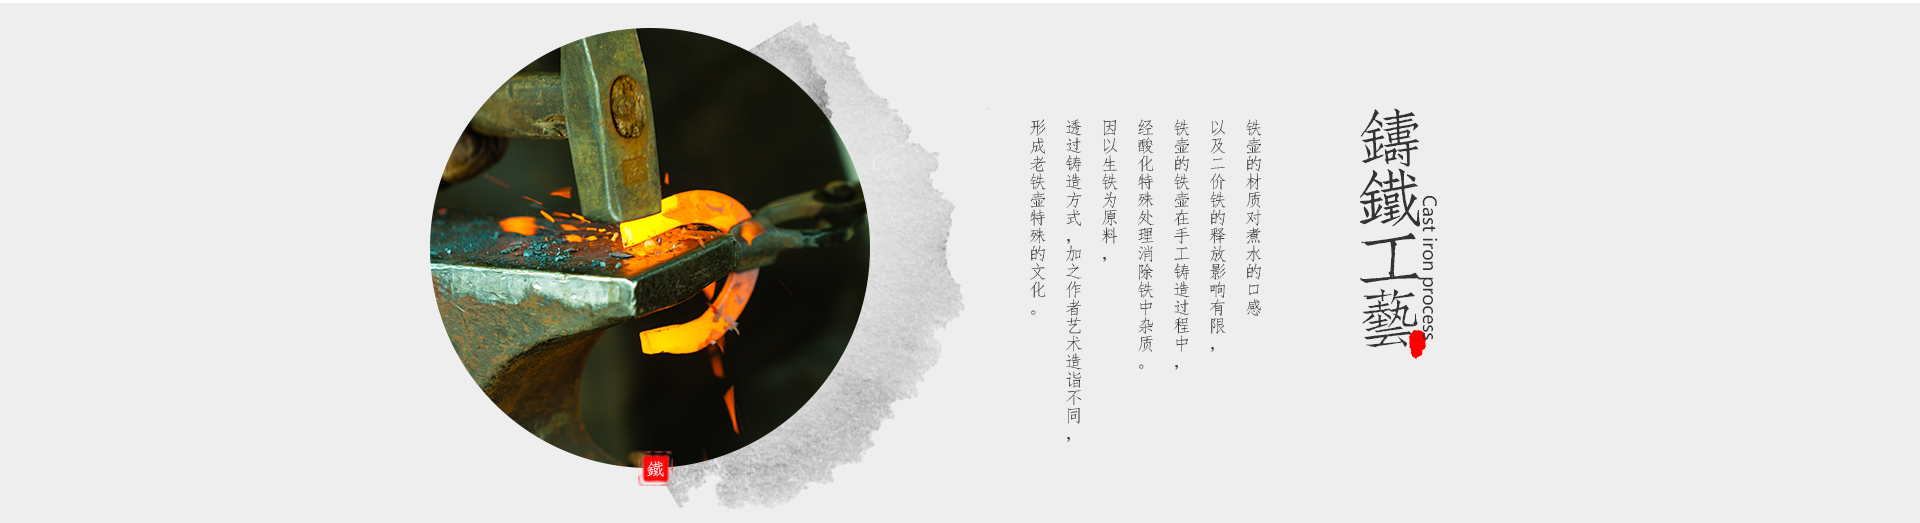 鑄鐵工藝
Cast iron process
铁壶的材质对煮水的口感
以及二价铁的释放影响有限，
铁壶的铁壶在手工铸造过程中，
经酸化特殊处理消除铁中杂质。
因以生铁为原料，
透过铸造方式，加之作者艺术造诣不同，
形成老铁壶特殊的文化。
鐵